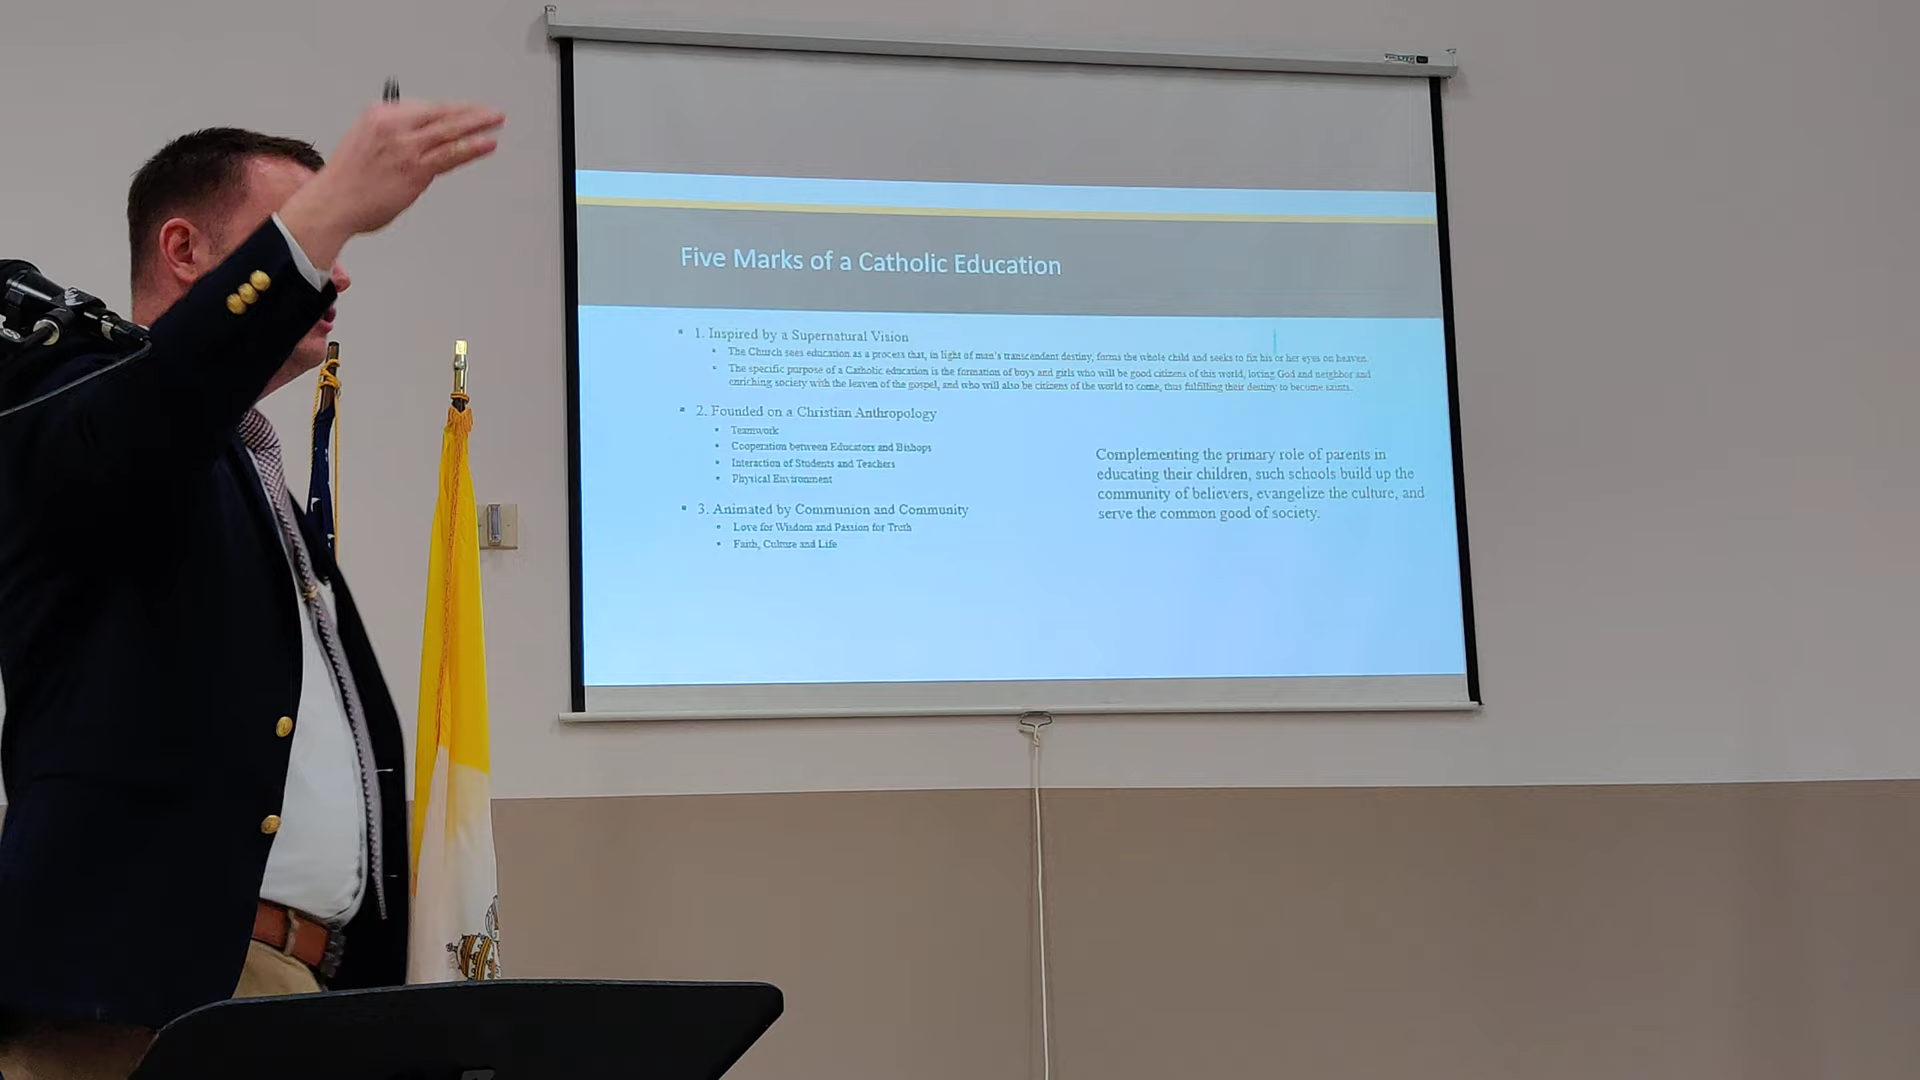 Five Marks of a Catholic Education
1. Inspired by a Supernatural Vision
The Church sees education as a process that, in light of man's transcendent destiny, forms the whole child and seeks to fix his or her eyes on heaven.
The specific purpose of a Catholic education is the formation of boys and girls who will be good citizens of this world, loving God and neighbor and
enriching society with the leaven of the gospel, and who will also be citizens of the world to come, thus fulfilling their destiny to become saints.
2. Founded on a Christian Anthropology
Teamwork
Cooperation between Educators and Bishops
Interaction of Students and Teachers
Physical Environment
3. Animated by Communion and Community
Love for Wisdom and Passion for Truth
Faith, Culture and Life
Complementing the primary role of parents in
educating their children, such schools build up the
community of believers, evangelize the culture, and
serve the common good of society.